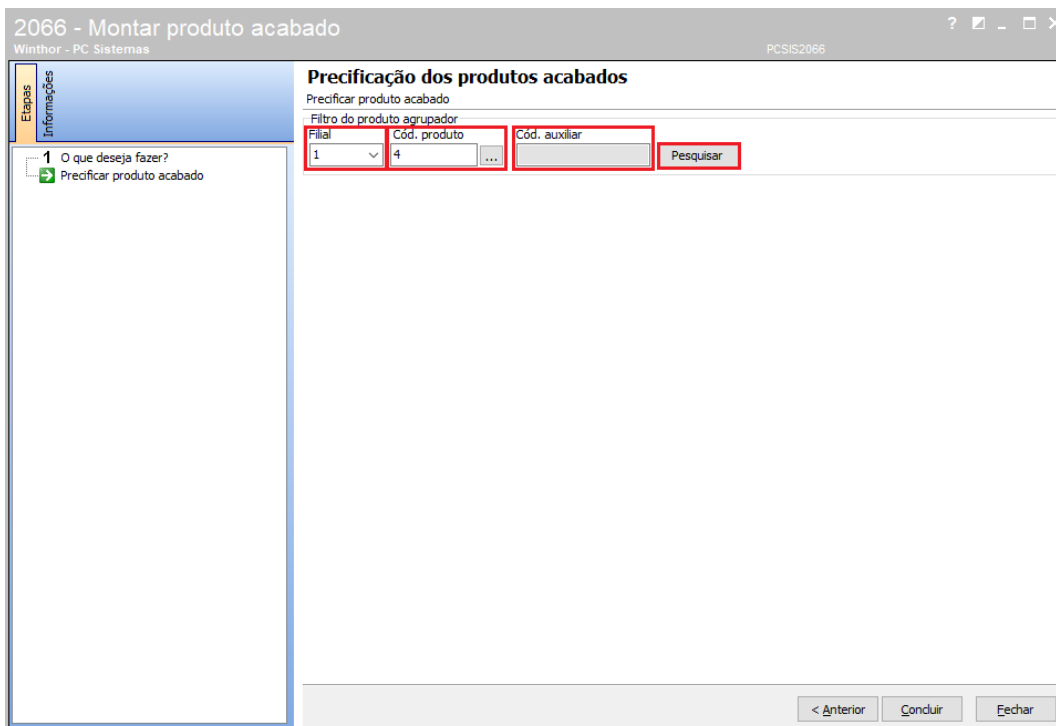 2066 - Montar produto acabado
Winthor - PC Sistemas
PCSIS2066
Etapas
Informações
1 O que deseja fazer?
Precificar produto acabado
Precificação dos produtos acabados
Precificar produto acabado
Filtro do produto agrupador
Filial Cód. produto Cód. auxiliar
1 4 ... Pesquisar
< Anterior Concluir Fechar